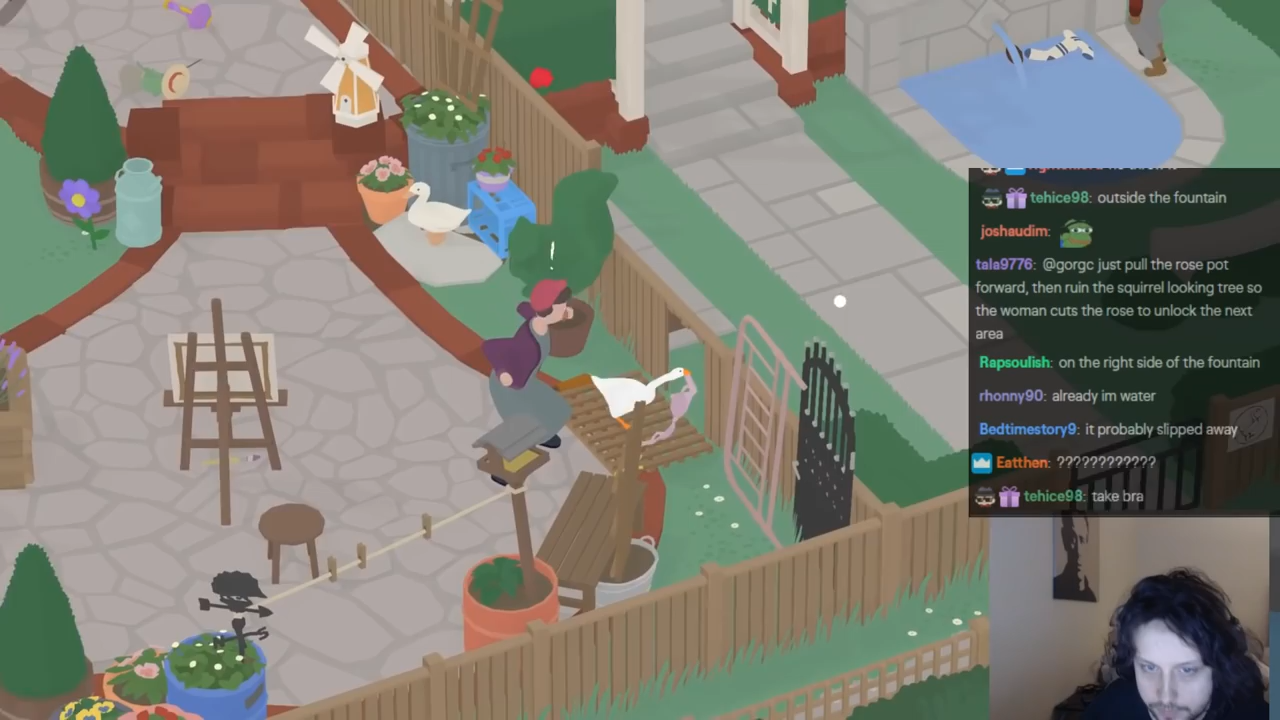 tehice98: outside the fountain
joshaudim:
tala9776: @gorgc just pull the rose pot
forward, then ruin the squirrel looking tree so
the woman cuts the rose to unlock the next
area
Rapsoulish: on the right side of the fountain
rhonny90: already im water
Bedtimestory9: it probably slipped away
Eatthen: ????????????
tehice98: take bra